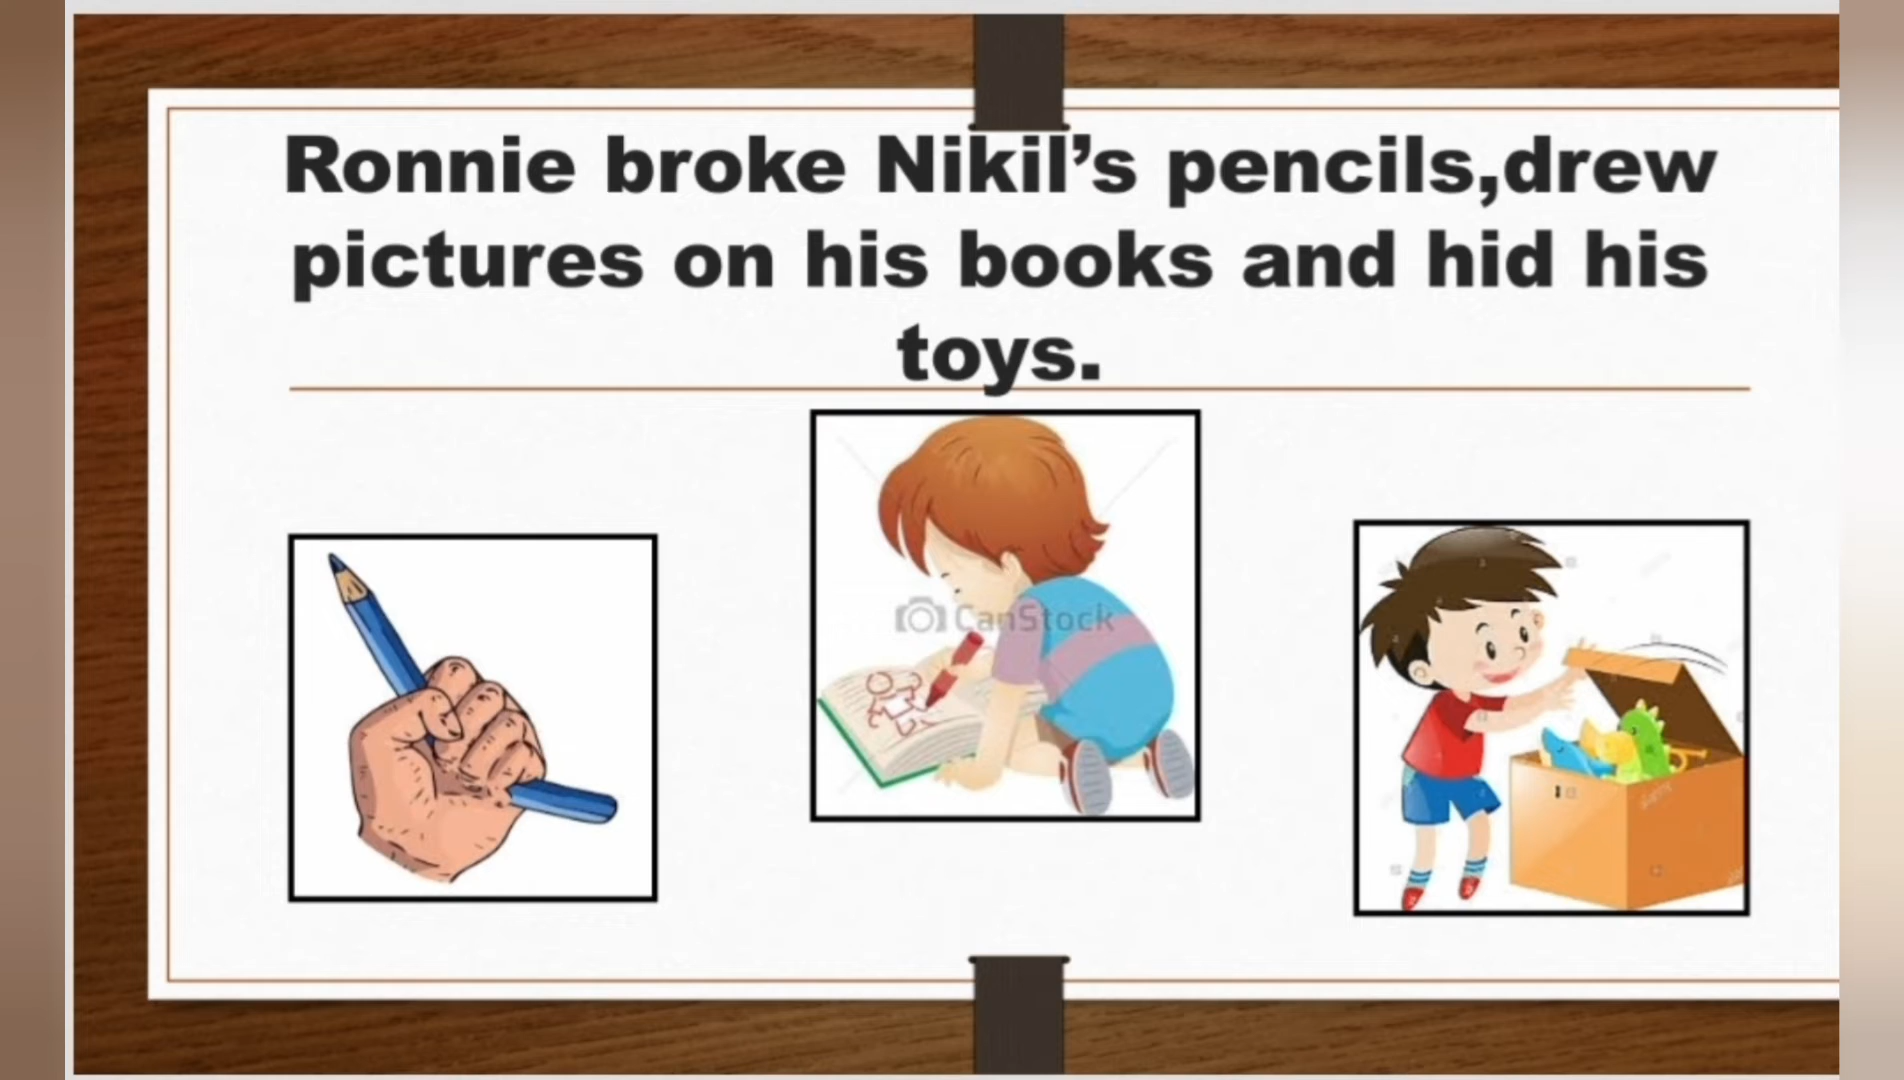 Ronnie broke Nikil’s pencils,drew
pictures on his books and hid his
toys.
CanStock